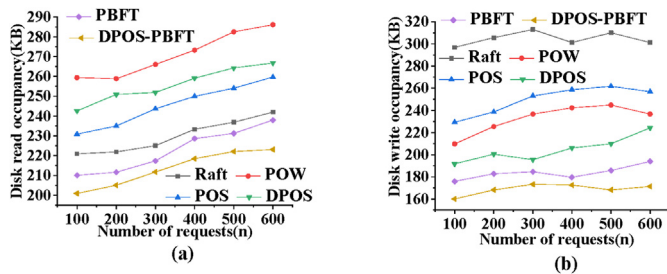 (a)
PBFT
DPOS-PBFT
Disk read occupancy(KB)
290
280
270
260
250
240
230
220
210
200
Raft
POW
POS
DPOS
100 200 300 400 500 600
Number of requests(n)
(a)
(b)
PBFT
DPOS-PBFT
Raft
POW
POS
DPOS
Disk write occupancy(KB)
320
300
280
260
240
220
200
180
160
100 200 300 400 500 600
Number of requests(n)
(b)